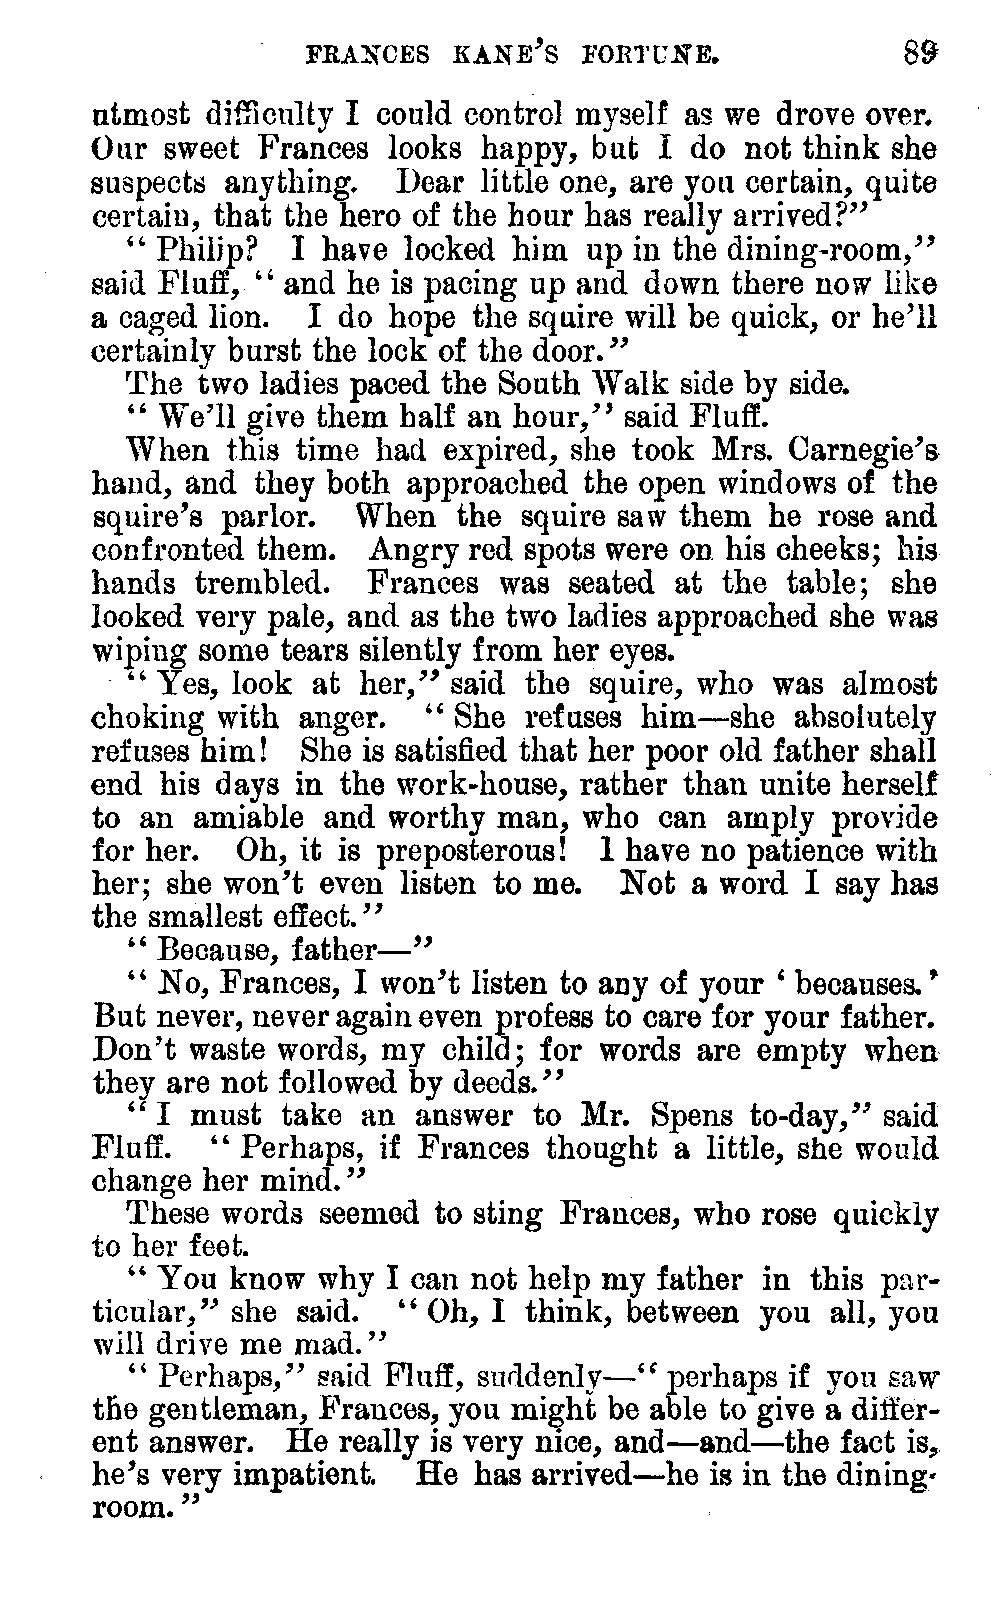 FRANCES KANE'S FORTUNE. 89
utmost difficulty I could control myself as we drove over.
Our sweet Frances looks happy, but I do not think she
suspects anything. Dear little one, are you certain, quite
certain, that the hero of the hour has really arrived?"
"Philip? I have locked him up in the dining-room,"
said Fluff, "and he is pacing up and down there now like
a caged lion. I do hope the squire will be quick, or he'll
certainly burst the lock of the door."
The two ladies paced the South Walk side by side.
"We'll give them half an hour," said Fluff.
When this time had expired, she took Mrs. Carnegie's
hand, and they both approached the open windows of the
squire's parlor. When the squire saw them he rose and
confronted them. Angry red spots were on his cheeks; his
hands trembled. Frances was seated at the table; she
looked very pale, and as the two ladies approached she was
wiping some tears silently from her eyes.
"Yes, look at her," said the squire, who was almost
choking with anger. "She refuses him—she absolutely
refuses him! She is satisfied that her poor old father shall
end his days in the work-house, rather than unite herself
to an amiable and worthy man, who can amply provide
for her. Oh, it is preposterous! I have no patience with
her; she won't even listen to me. Not a word I say has
the smallest effect."
"Because, father—"
"No, Frances, I won't listen to any of your 'becauses.'
But never, never again even profess to care for your father.
Don't waste words, my child; for words are empty when
they are not followed by deeds."
"I must take an answer to Mr. Spens to-day," said
Fluff. "Perhaps, if Frances thought a little, she would
change her mind."
These words seemed to sting Frances, who rose quickly
to her feet.
"You know why I can not help my father in this par-
ticular," she said. "Oh, I think, between you all, you
will drive me mad."
"Perhaps," said Fluff, suddenly—"perhaps if you saw
the gentleman, Frances, you might be able to give a differ-
ent answer. He really is very nice, and—and—the fact is,
he's very impatient. He has arrived—he is in the dining-
room."